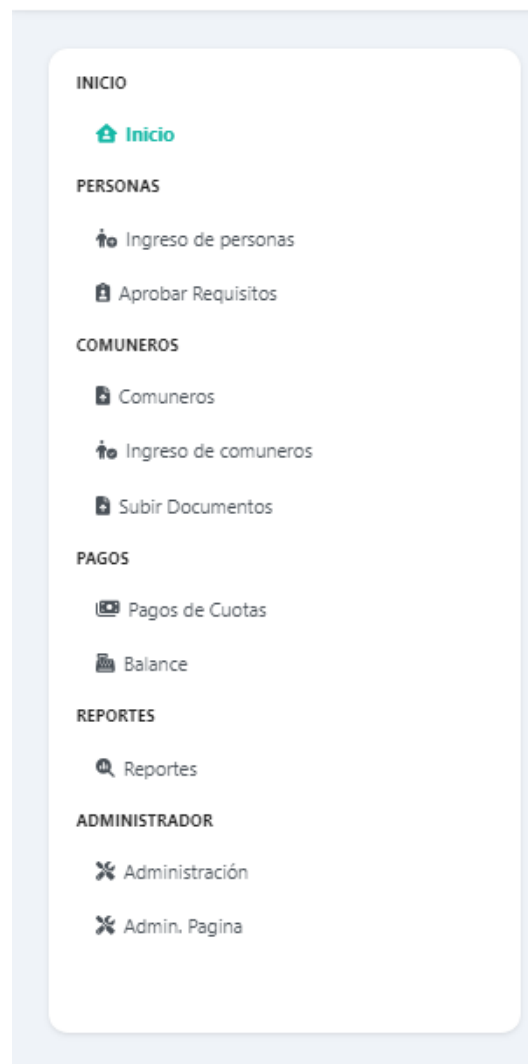 INICIO
Inicio
PERSONAS
Ingreso de personas
Aprobar Requisitos
COMUNEROS
Comuneros
Ingreso de comuneros
Subir Documentos
PAGOS
Pagos de Cuotas
Balance
REPORTES
Reportes
ADMINISTRADOR
Administración
Admin. Pagina